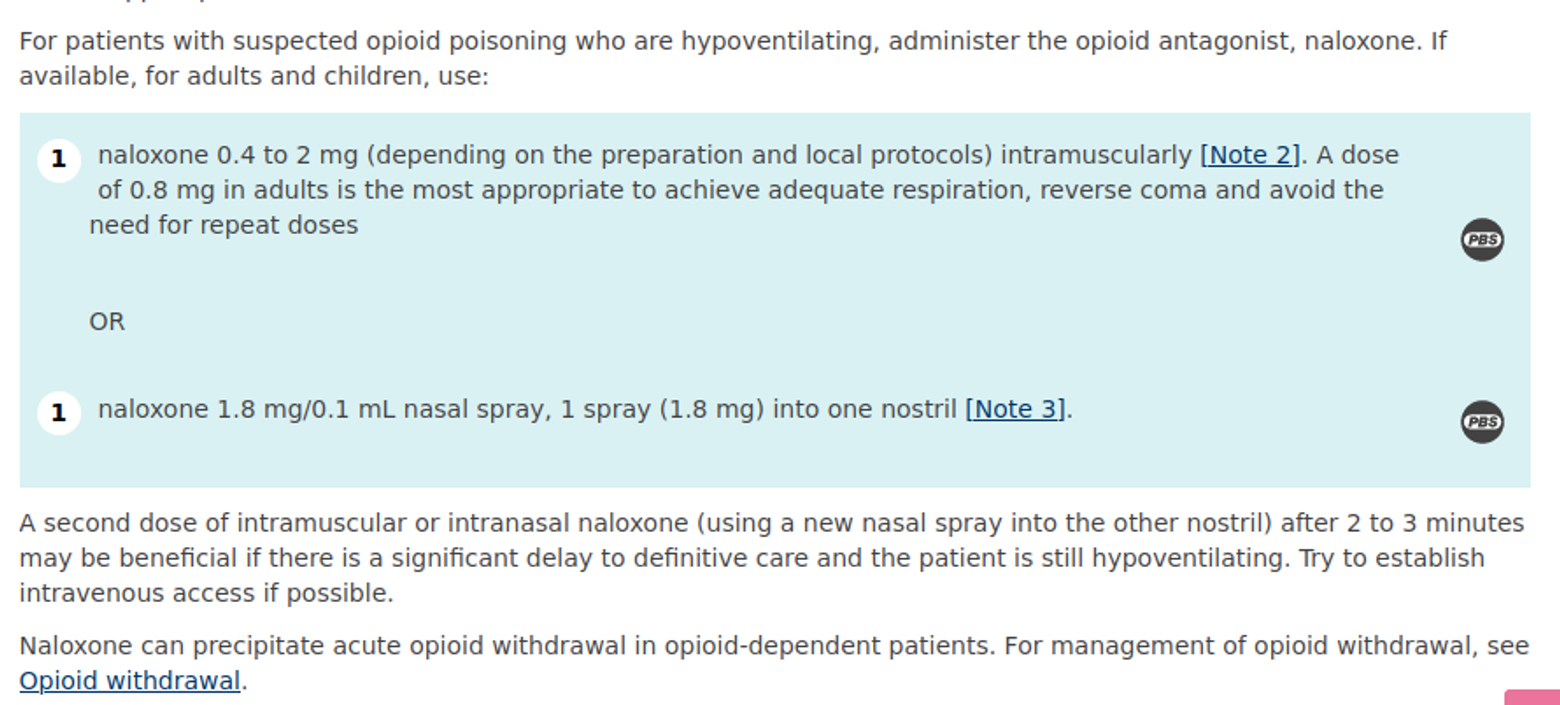 For patients with suspected opioid poisoning who are hypoventilating, administer the opioid antagonist, naloxone. If
available, for adults and children, use:
1 naloxone 0.4 to 2 mg (depending on the preparation and local protocols) intramuscularly [Note 2]. A dose
of 0.8 mg in adults is the most appropriate to achieve adequate respiration, reverse coma and avoid the
need for repeat doses
PBS
OR
1 naloxone 1.8 mg/0.1 mL nasal spray, 1 spray (1.8 mg) into one nostril [Note 3].
PBS
A second dose of intramuscular or intranasal naloxone (using a new nasal spray into the other nostril) after 2 to 3 minutes
may be beneficial if there is a significant delay to definitive care and the patient is still hypoventilating. Try to establish
intravenous access if possible.
Naloxone can precipitate acute opioid withdrawal in opioid-dependent patients. For management of opioid withdrawal, see
Opioid withdrawal.